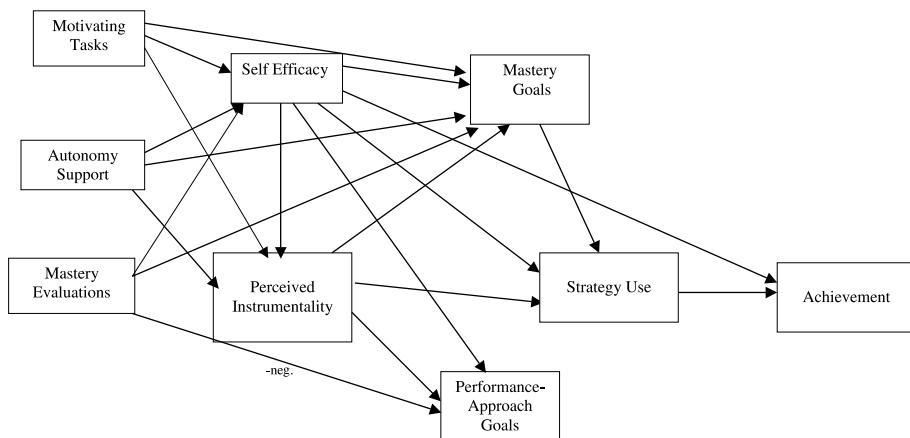 Motivating
Tasks
Self Efficacy
Mastery
Goals
Autonomy
Support
Mastery
Evaluations
Perceived
Instrumentality
Strategy Use
Achievement
-neg.
Performance-
Approach
Goals